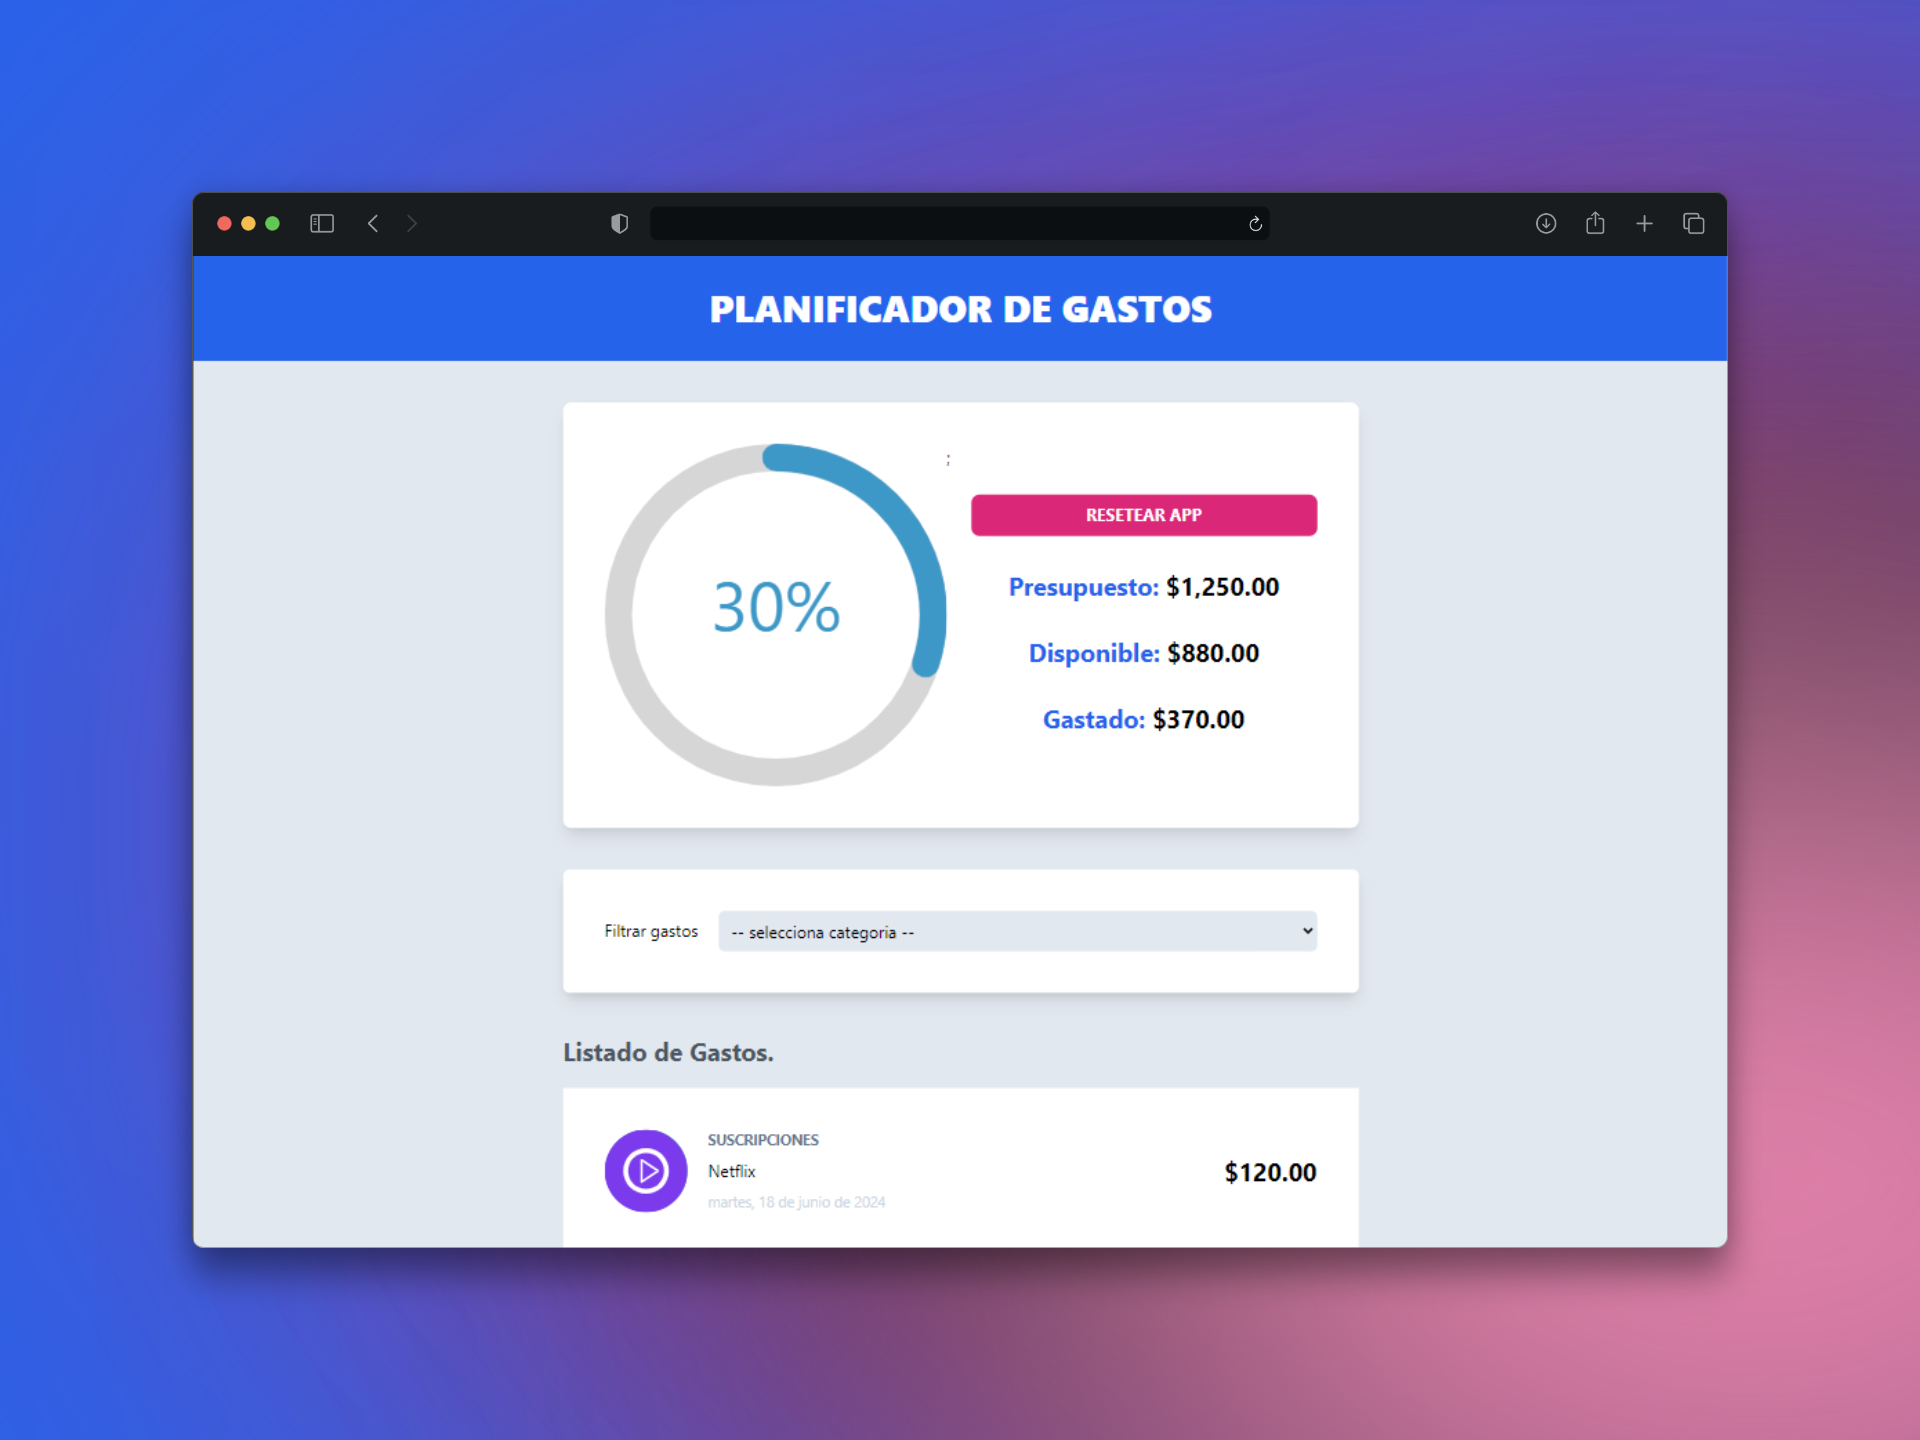 PLANIFICADOR DE GASTOS
;
30%
RESETEAR APP
Presupuesto: $1,250.00
Disponible: $880.00
Gastado: $370.00
Filtrar gastos
-- selecciona categoria --
Listado de Gastos.
SUSCRIPCIONES
Netflix
martes, 18 de junio de 2024
$120.00